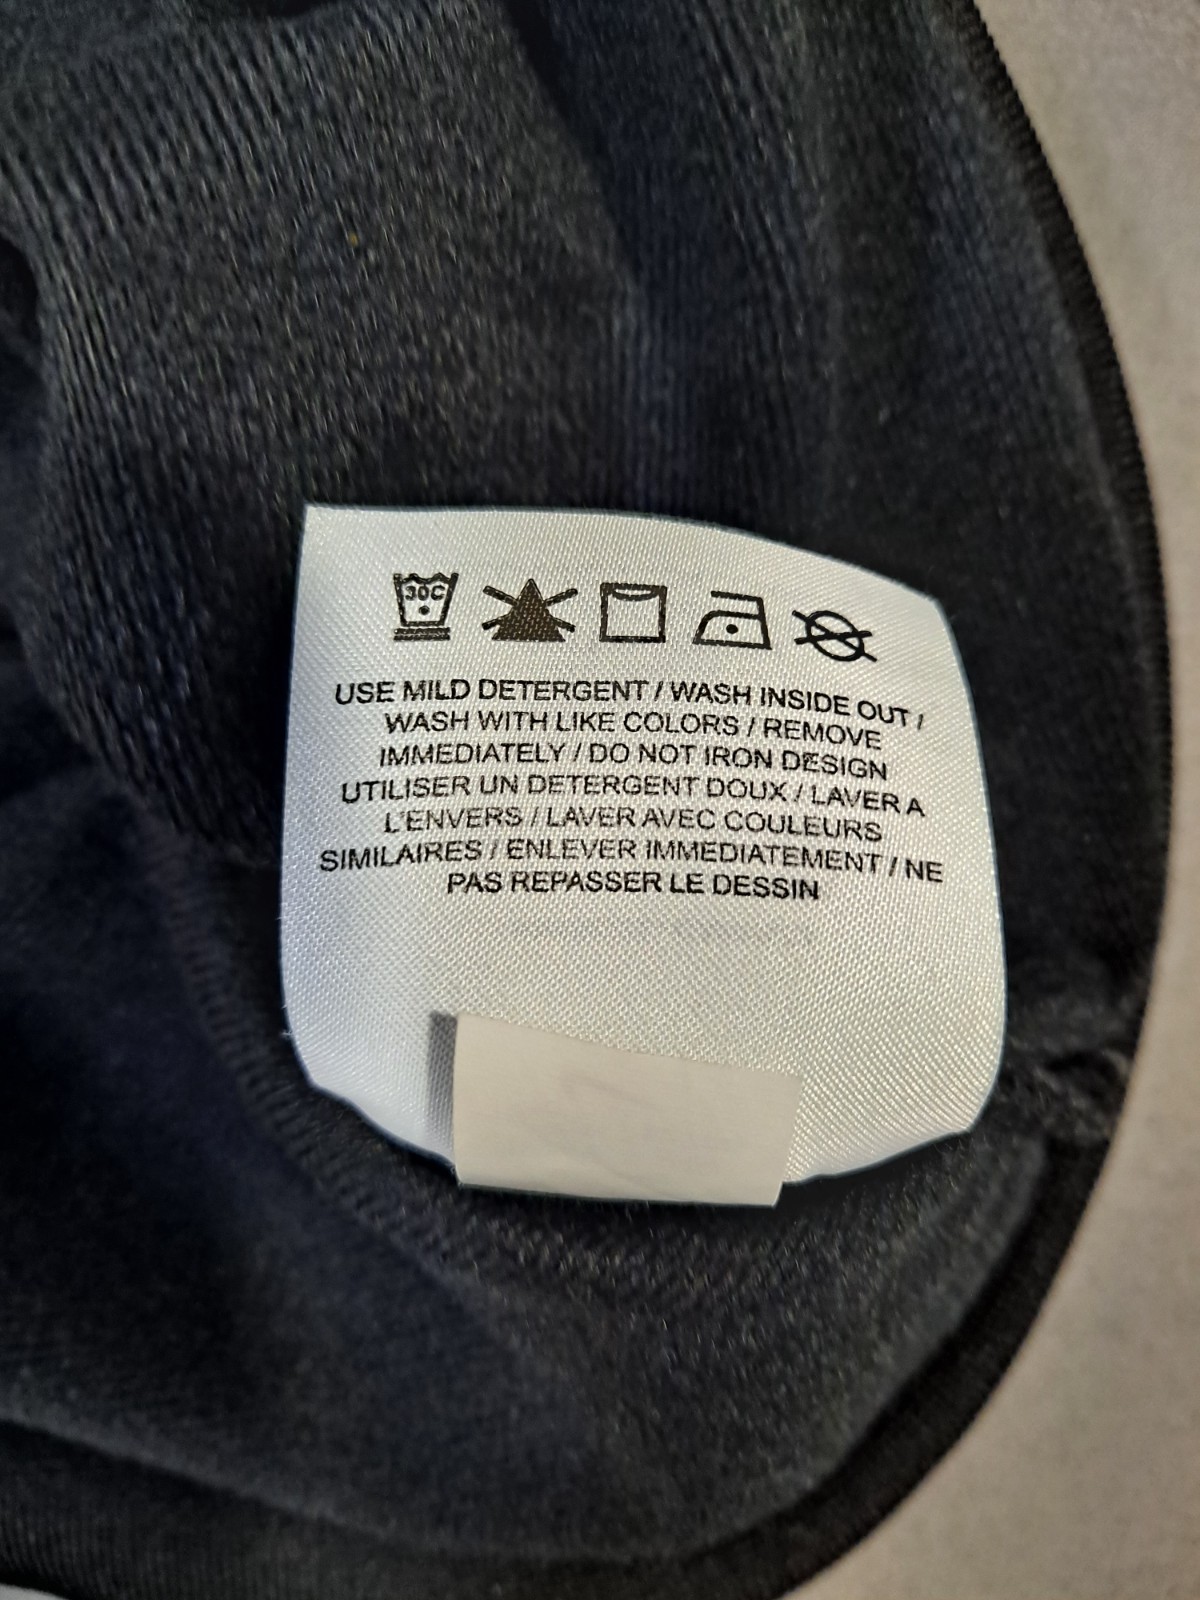 30C
USE MILD DETERGENT / WASH INSIDE OUT /
WASH WITH LIKE COLORS / REMOVE
IMMEDIATELY / DO NOT IRON DESIGN
UTILISER UN DETERGENT DOUX / LAVER A
L'ENVERS / LAVER AVEC COULEURS
SIMILAIRES / ENLEVER IMMEDIATEMENT / NE
PAS REPASSER LE DESSIN